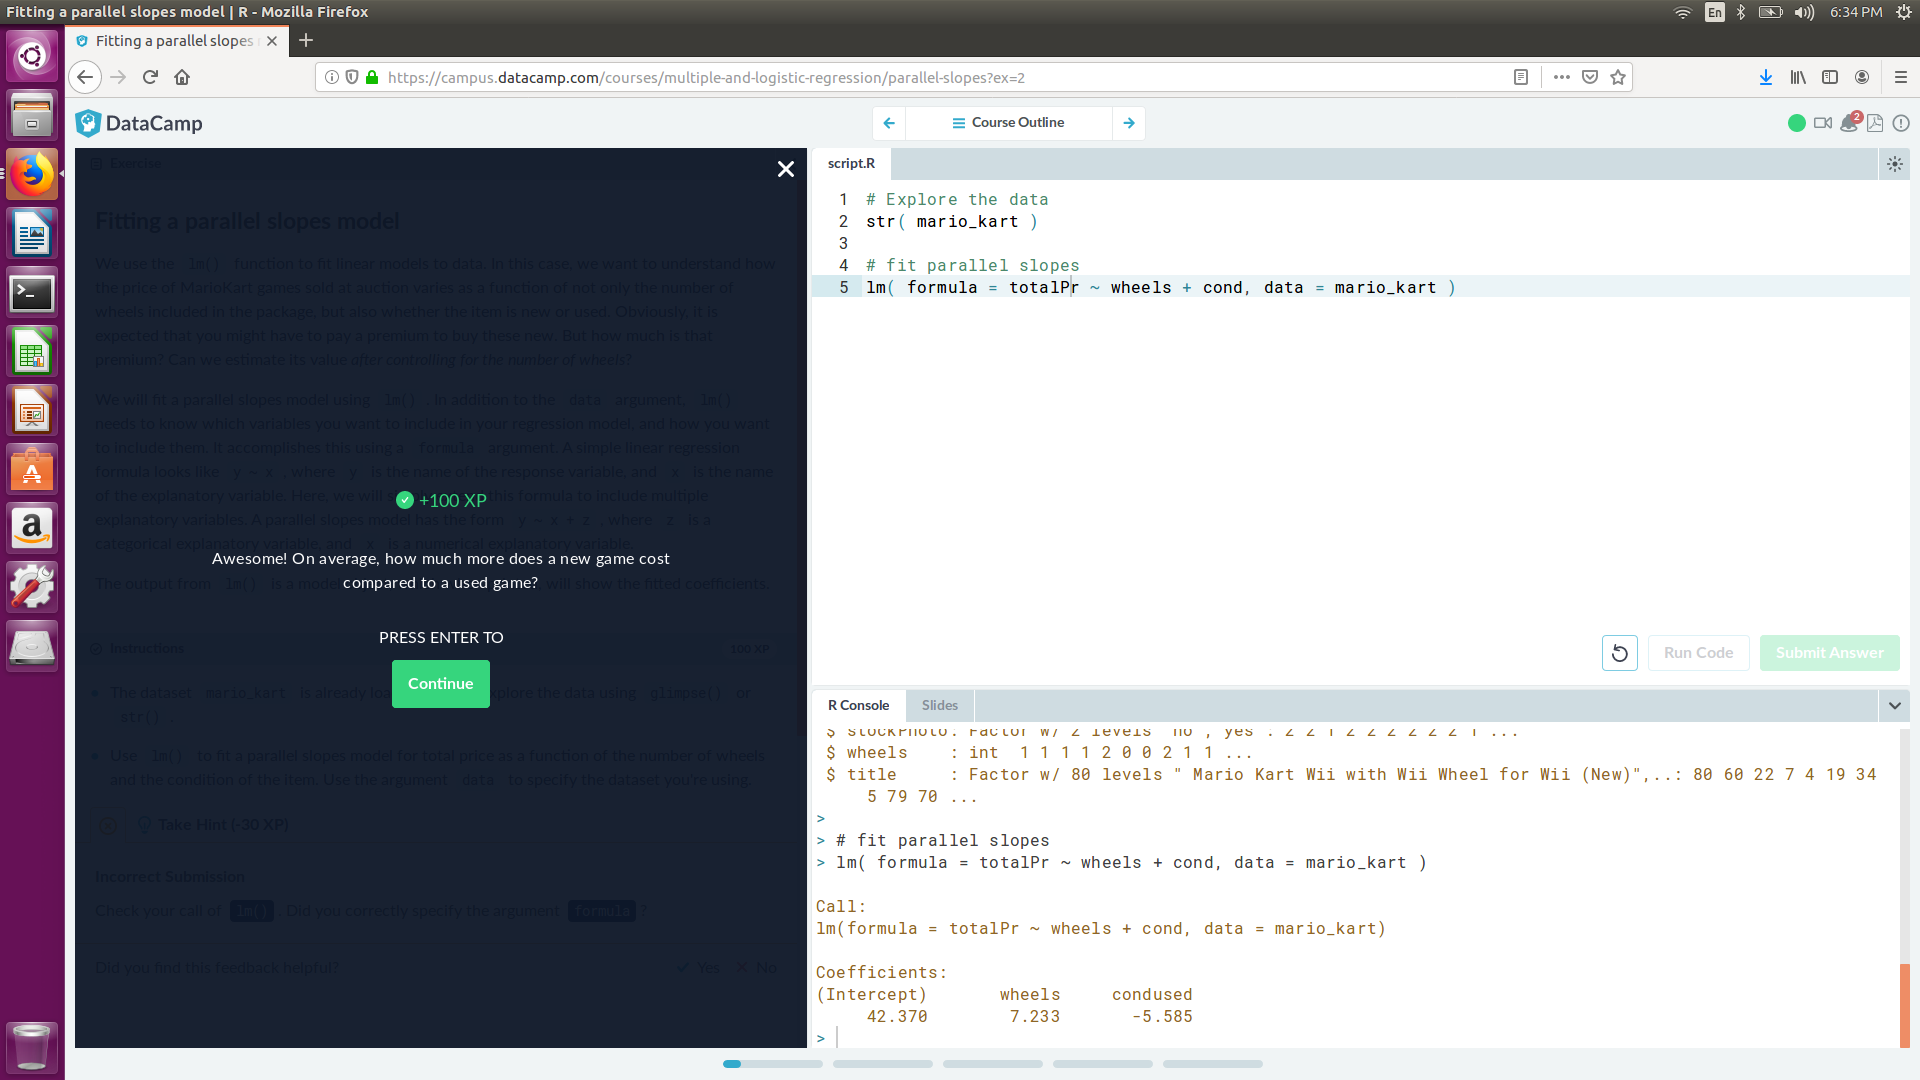 Fitting a parallel slopes model | R - Mozilla Firefox
En
6:34 PM
Fitting a parallel slopes
https://campus.datacamp.com/courses/multiple-and-logistic-regression/parallel-slopes?ex=2
DataCamp
Course Outline
2
Exercise
Fitting a parallel slopes model
We use the lm() function to fit linear models to data. In this case, we want to understand how
the price of MarioKart games sold at auction varies as a function of not only the number of
wheels included in the package, but also whether the item is new or used. Obviously, it is
expected that you might have to pay a premium to buy these new. But how much is that
premium? Can we estimate its value after controlling for the number of wheels?
We will fit a parallel slopes model using lm() . In addition to the data argument, lm()
needs to know which variables you want to include in your regression model, and how you want
to include them. It accomplishes this using a formula argument. A simple linear regression
formula looks like y ~ x , where y is the name of the response variable, and x is the name
of the explanatory variable. Here, we will this formula to include multiple
explanatory variables. A parallel slopes model has the form y ~ x + z , where z is a
categorical explanatory variable, and x is a numerical explanatory variable.
The output from lm() is a model will show the fitted coefficients.
+100 XP
Awesome! On average, how much more does a new game cost
compared to a used game?
PRESS ENTER TO
Continue
Instructions
100 XP
The dataset mario_kart is already explore the data using glimpse() or
str() .
Use lm() to fit a parallel slopes model for total price as a function of the number of wheels
and the condition of the item. Use the argument data to specify the dataset you're using.
Take Hint (-30 XP)
Incorrect Submission
Check your call of lm() . Did you correctly specify the argument formula ?
Did you find this feedback helpful?
Yes
No
script.R
1 # Explore the data
2 str( mario_kart )
3
4 # fit parallel slopes
5 lm( formula = totalPr ~ wheels + cond, data = mario_kart )
Run Code
Submit Answer
R Console
Slides
$ stockPhoto: Factor w/ 2 levels "no","yes": 2 2 1 2 2 2 2 2 2 1 ...
$ wheels : int 1 1 1 1 2 0 0 2 1 1 ...
$ title : Factor w/ 80 levels " Mario Kart Wii with Wii Wheel for Wii (New)",..: 80 60 22 7 4 19 34
5 79 70 ...
>
> # fit parallel slopes
> lm( formula = totalPr ~ wheels + cond, data = mario_kart )
Call:
lm(formula = totalPr ~ wheels + cond, data = mario_kart)
Coefficients:
(Intercept) wheels condused
42.370 7.233 -5.585
>